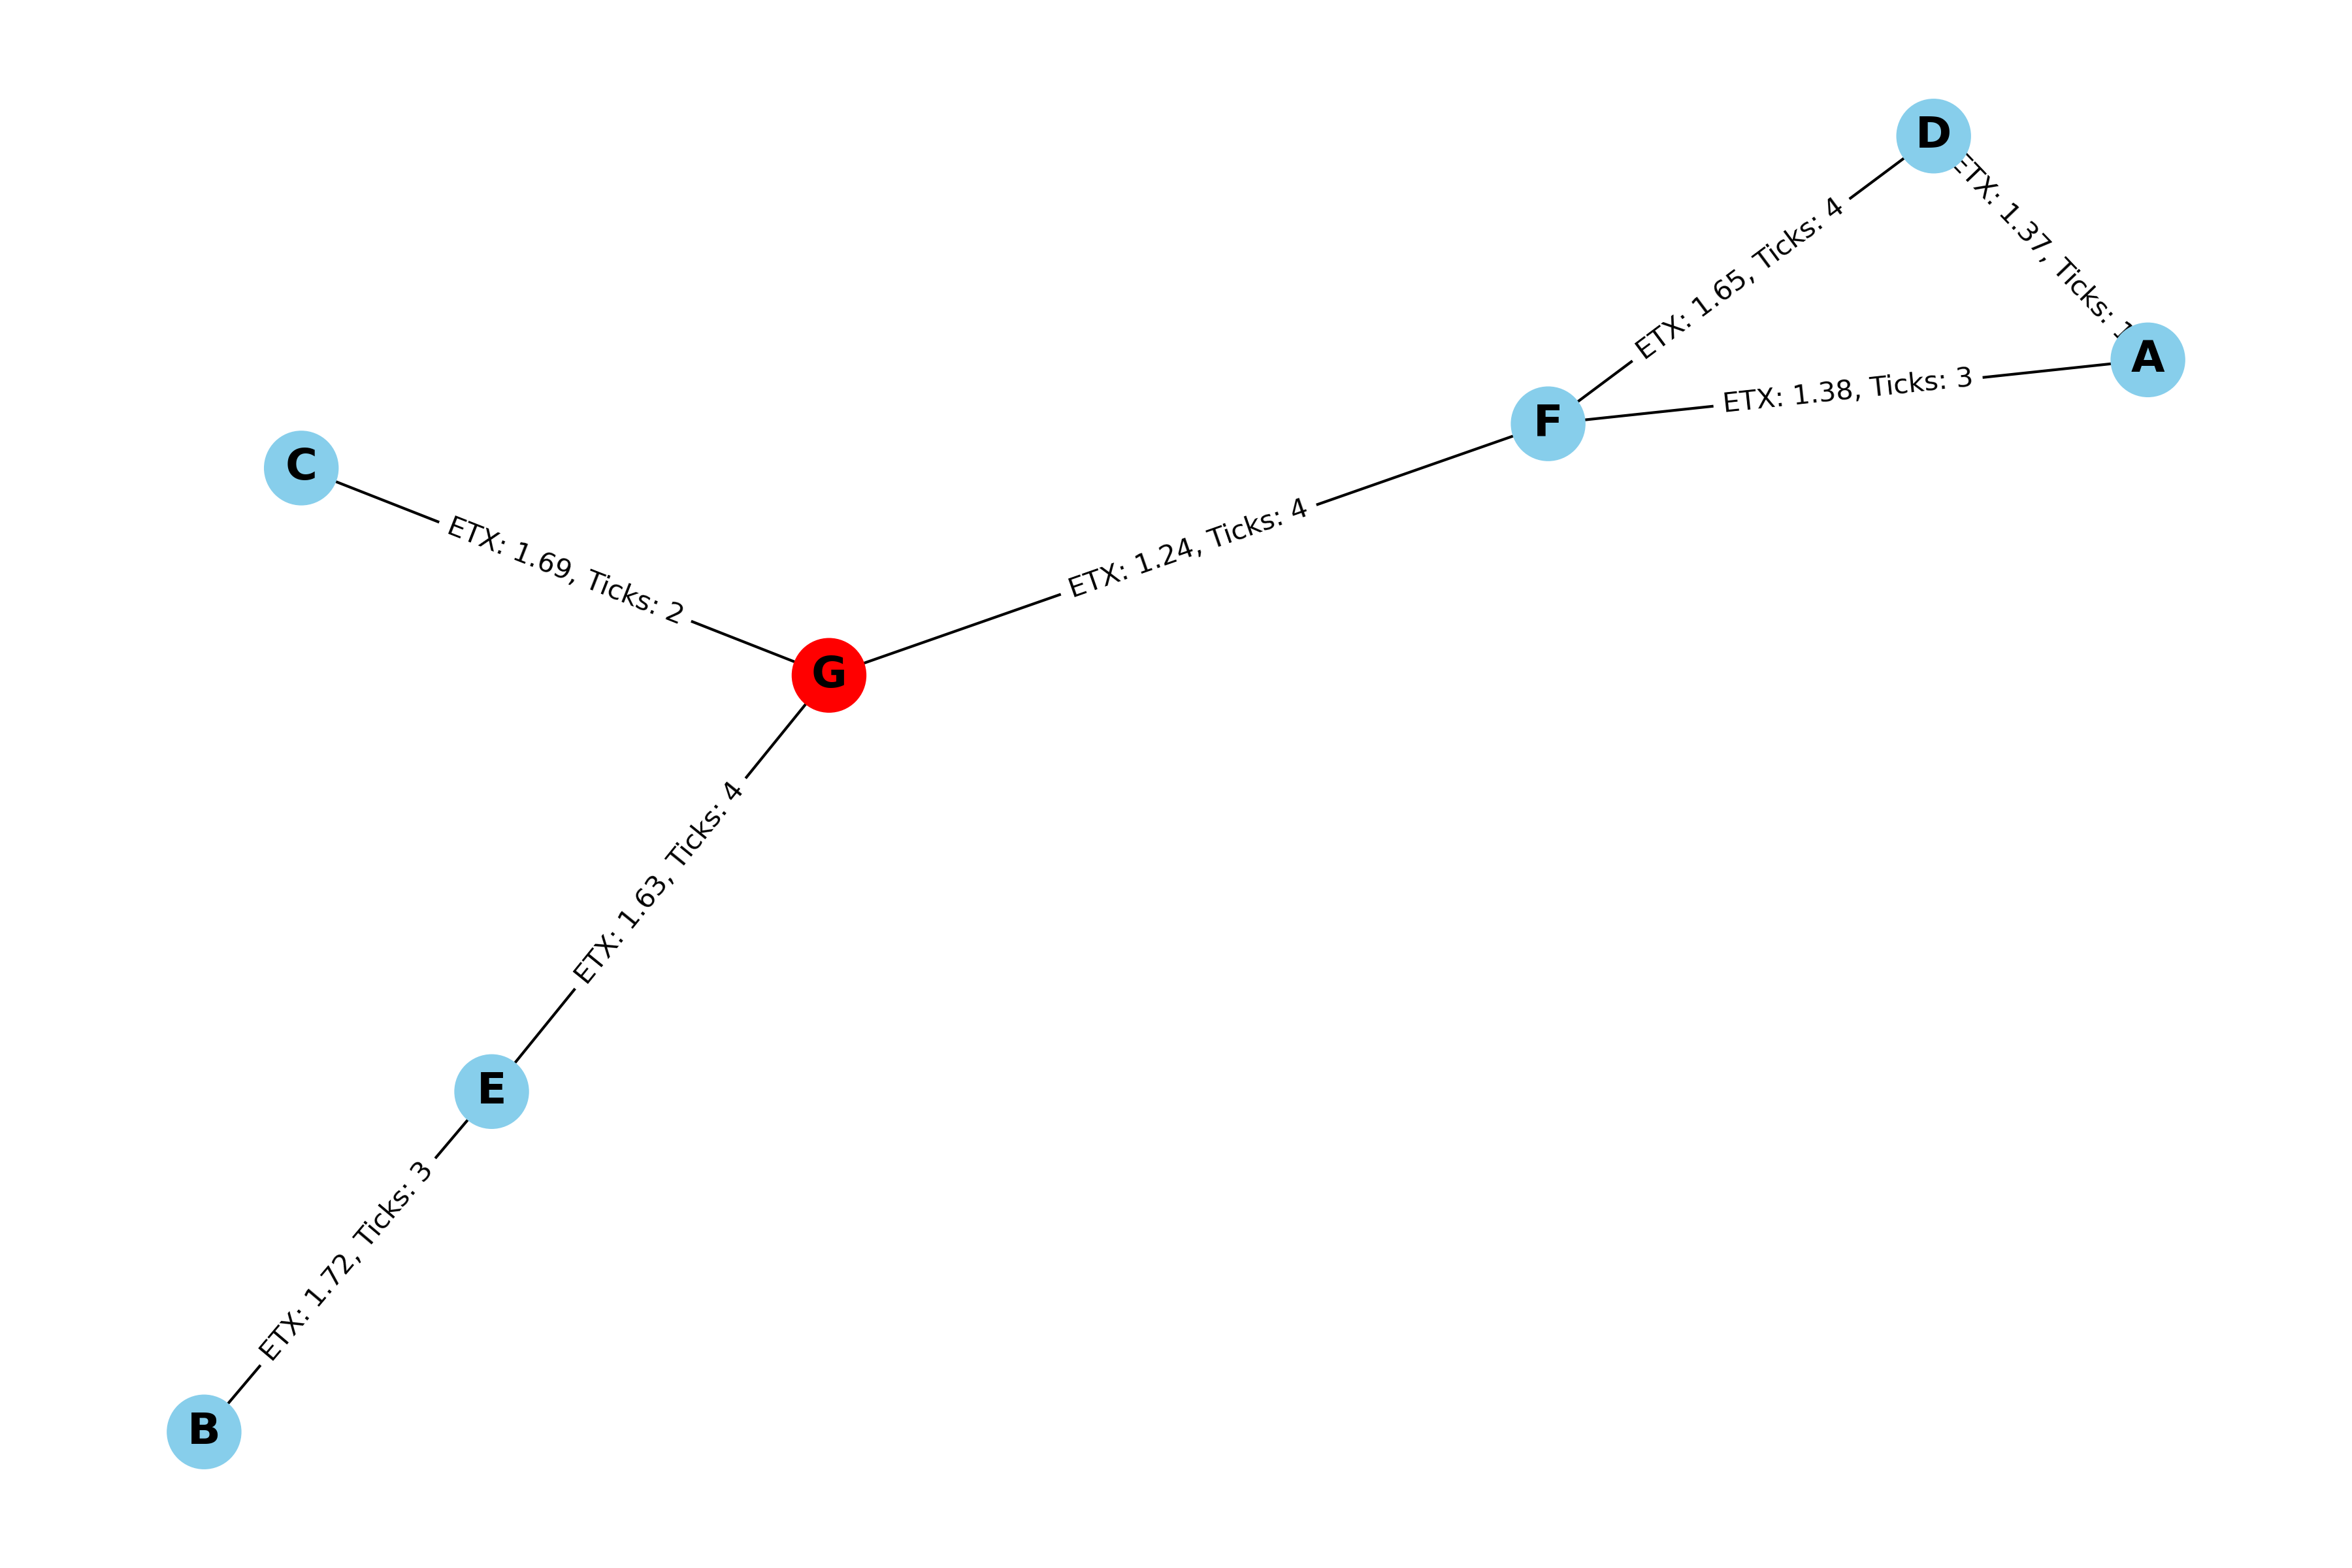 D
ETX: 1.37, Ticks: 1
ETX: 1.65, Ticks: 4
A
ETX: 1.38, Ticks: 3
F
C
ETX: 1.24, Ticks: 4
ETX: 1.69, Ticks: 2
G
ETX: 1.63, Ticks: 4
E
ETX: 1.72, Ticks: 3
B